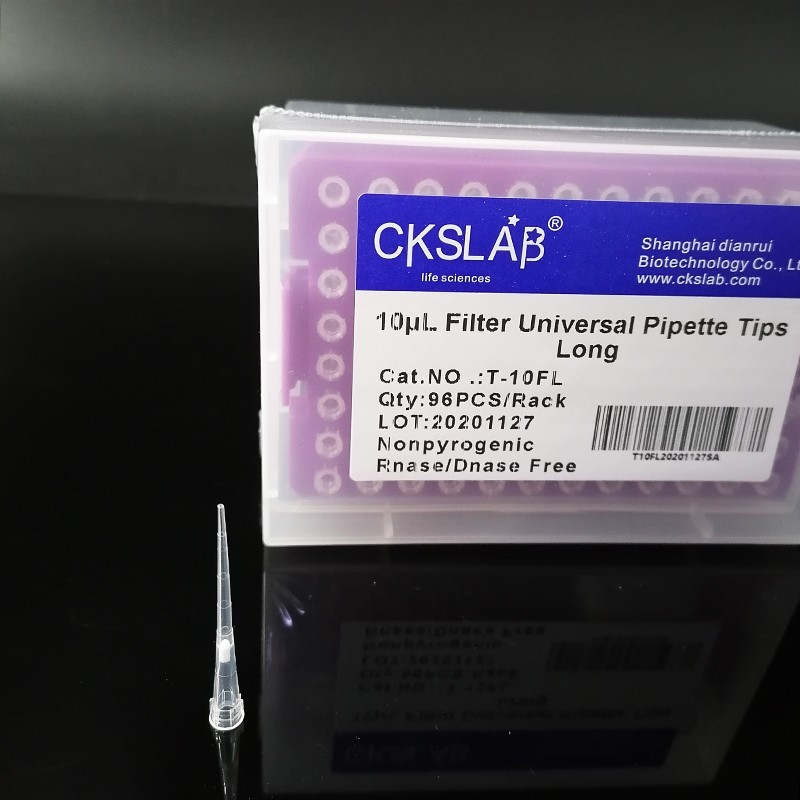 CKSLAB®
life sciences
Shanghai dianrui
Biotechnology Co., Lt
www.ckslab.com
10µL Filter Universal Pipette Tips
Long
Cat.NO .:T-10FL
Qty:96PCS/Rack
LOT:20201127
Nonpyrogenic
Rnase/Dnase Free
T10FL20201127SA